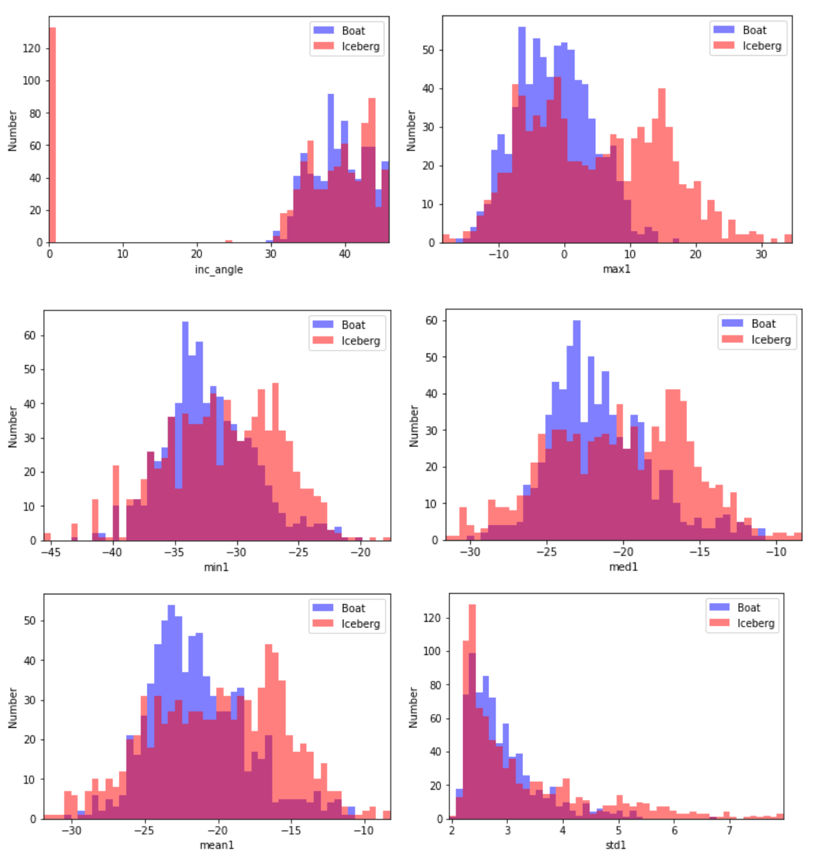 Boat
Iceberg
120
100
80
60
40
20
0
Number
0 10 20 30 40
inc_angle
Boat
Iceberg
50
40
30
20
10
0
Number
−10 0 10 20 30
max1
Boat
Iceberg
60
50
40
30
20
10
0
Number
−45 −40 −35 −30 −25 −20
min1
Boat
Iceberg
60
50
40
30
20
10
0
Number
−30 −25 −20 −15 −10
med1
Boat
Iceberg
50
40
30
20
10
0
Number
−30 −25 −20 −15 −10
mean1
Boat
Iceberg
120
100
80
60
40
20
0
Number
2 3 4 5 6 7
std1